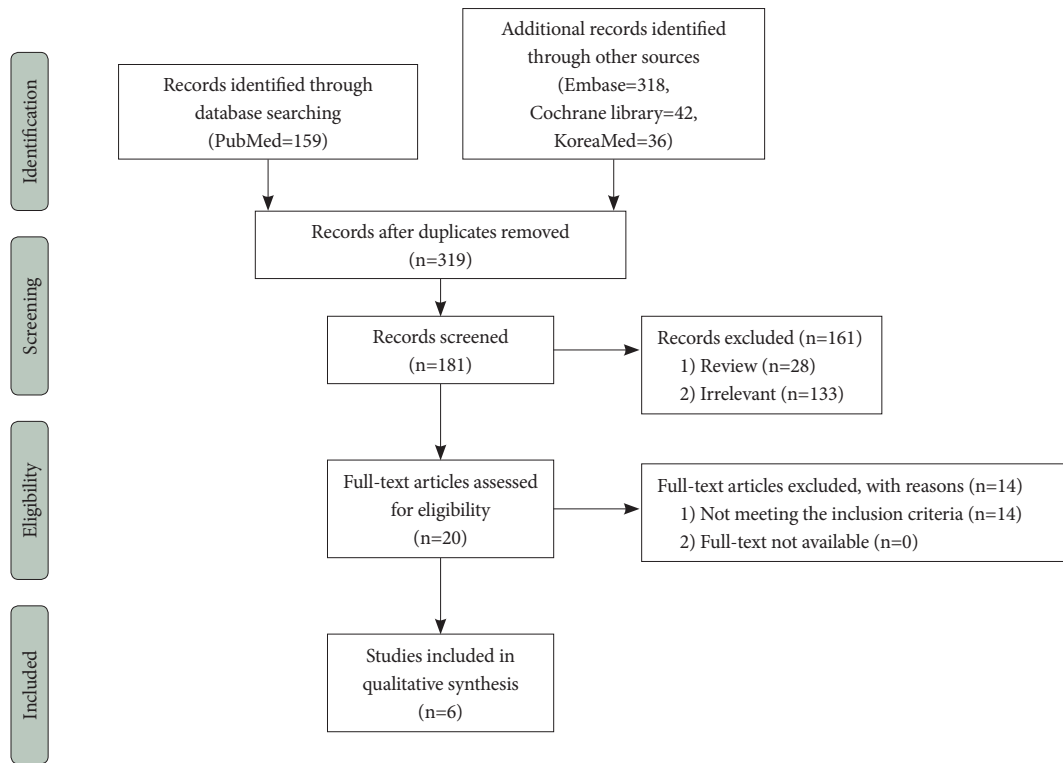 Identification
Records identified through
database searching
(PubMed=159)
Additional records identified
through other sources
(Embase=318,
Cochrane library=42,
KoreaMed=36)
Records after duplicates removed
(n=319)
Screening
Records screened
(n=181)
Records excluded (n=161)
1) Review (n=28)
2) Irrelevant (n=133)
Eligibility
Full-text articles assessed
for eligibility
(n=20)
Full-text articles excluded, with reasons (n=14)
1) Not meeting the inclusion criteria (n=14)
2) Full-text not available (n=0)
Included
Studies included in
qualitative synthesis
(n=6)